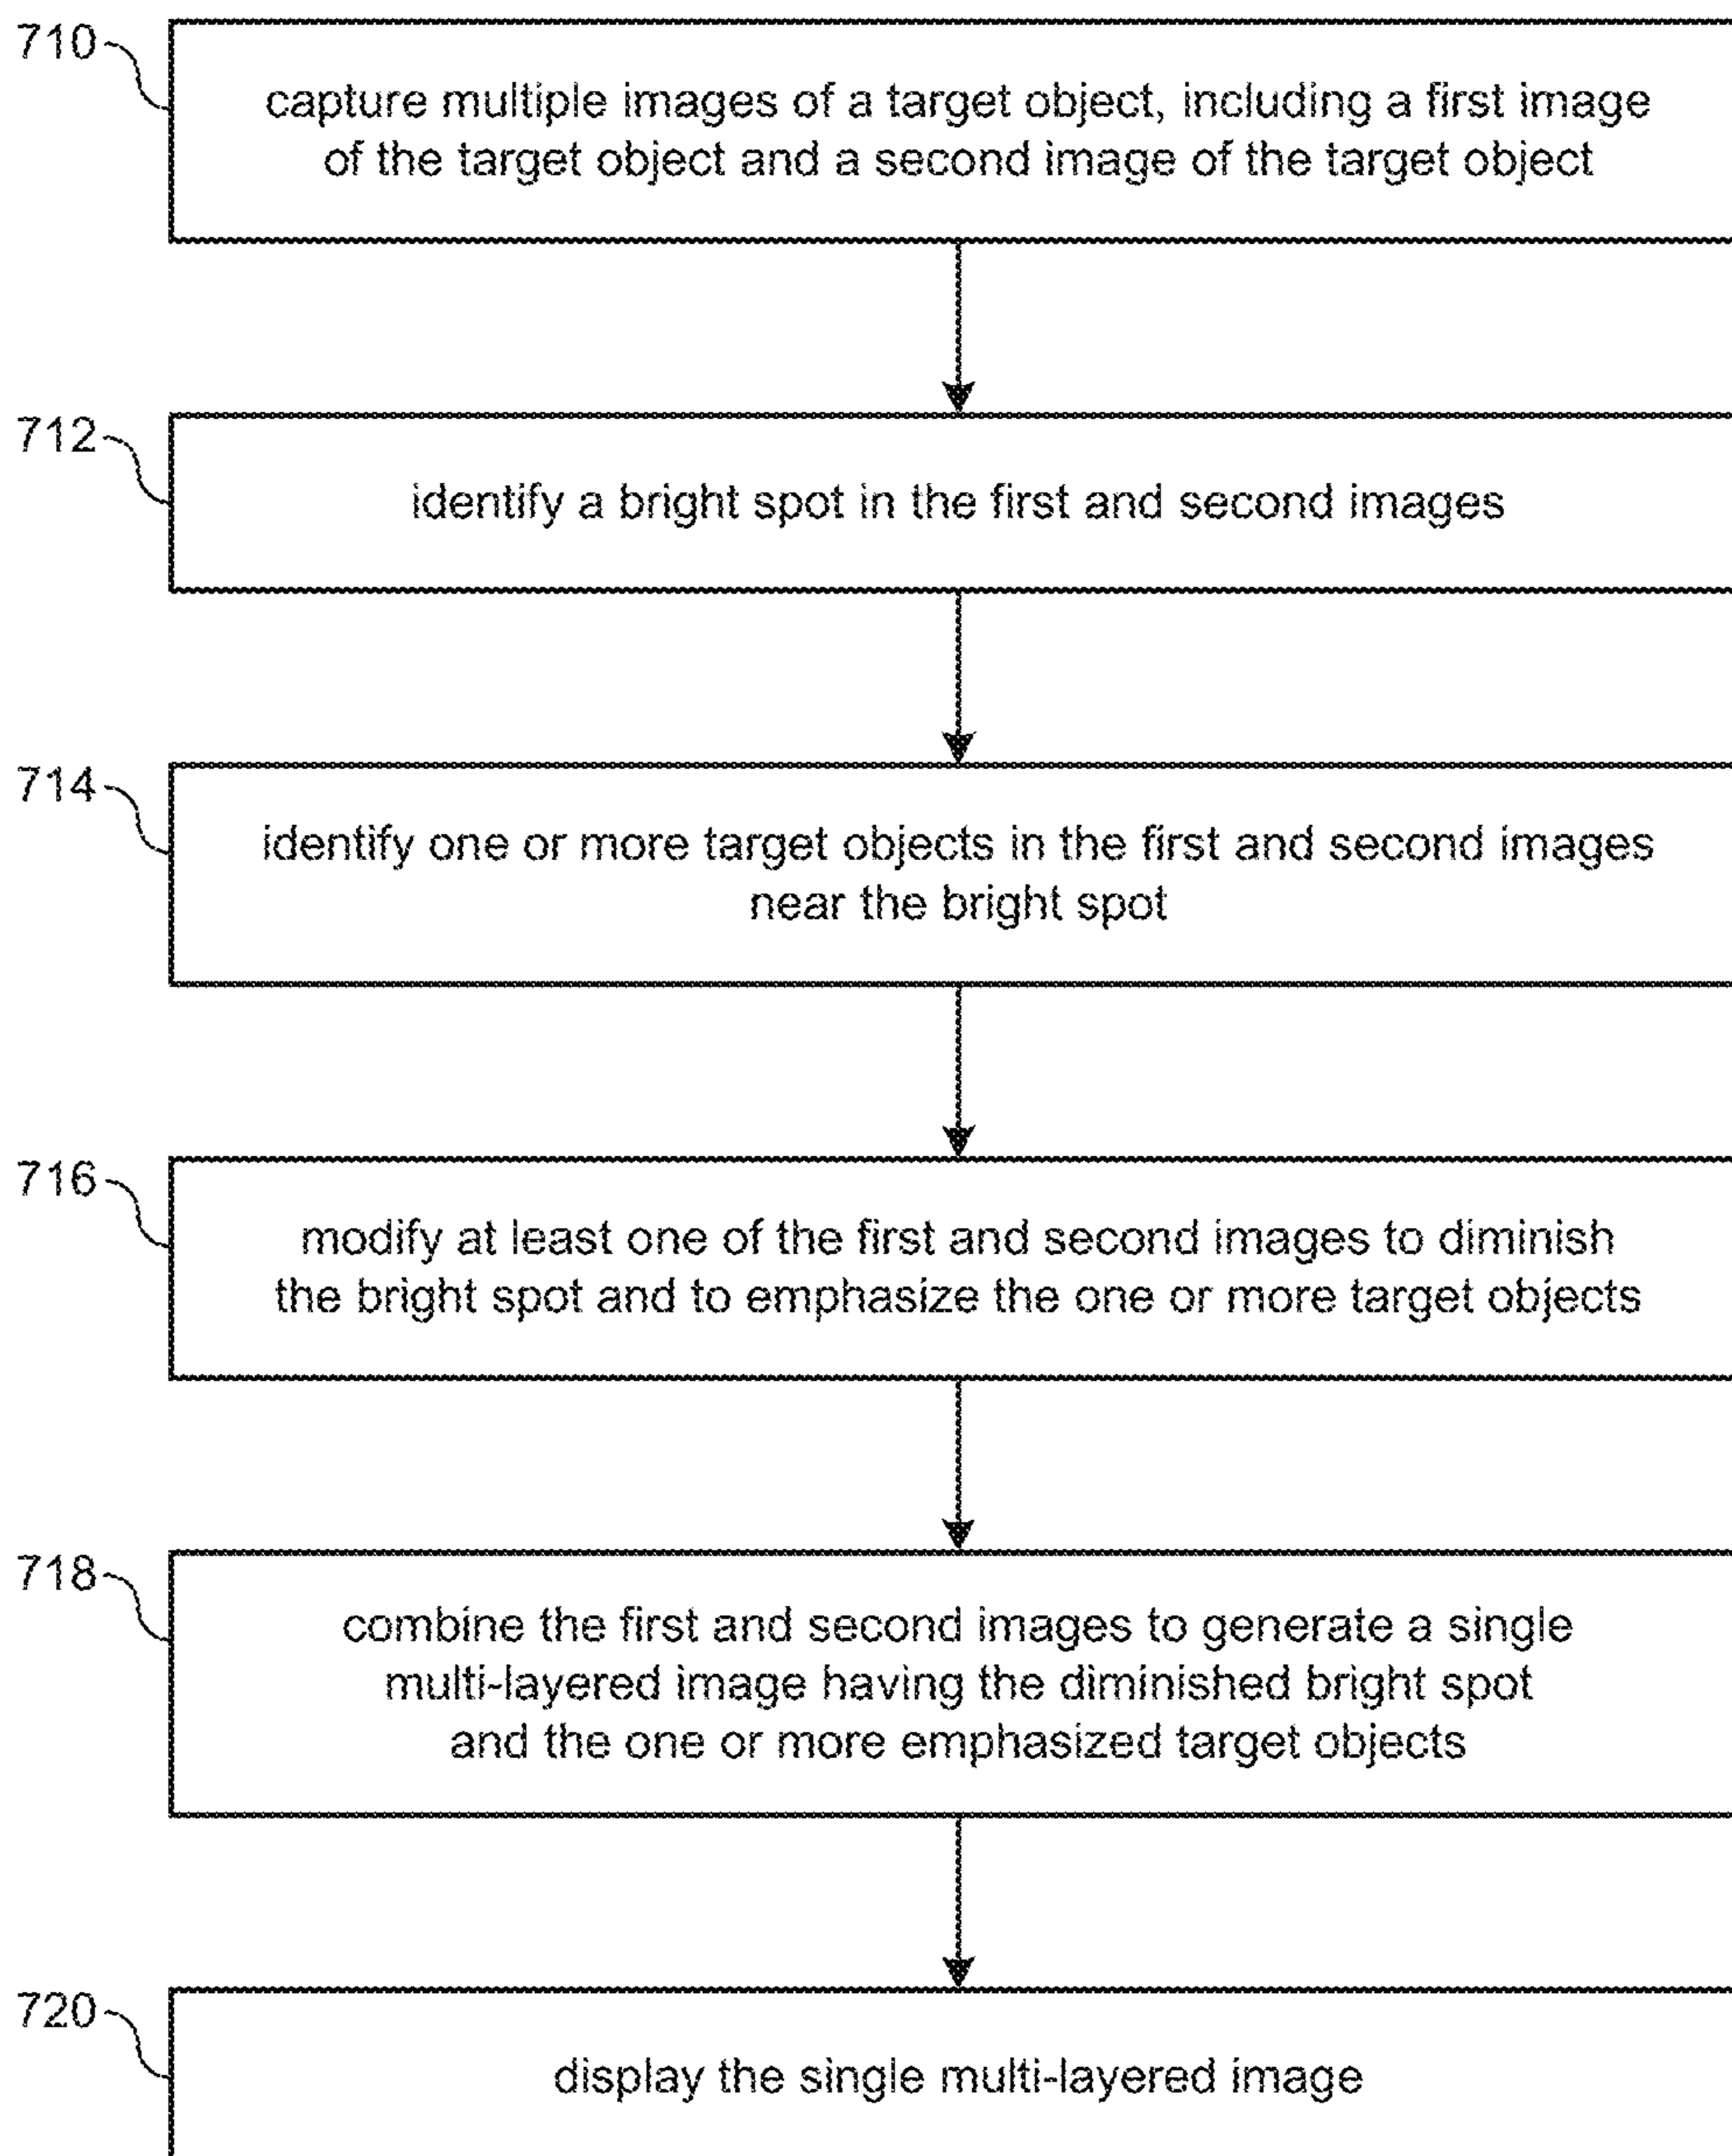 710
capture multiple images of a target object, including a first image
of the target object and a second image of the target object
712
identify a bright spot in the first and second images
714
identify one or more target objects in the first and second images
near the bright spot
716
modify at least one of the first and second images to diminish
the bright spot and to emphasize the one or more target objects
718
combine the first and second images to generate a single
multi-layered image having the diminished bright spot
and the one or more emphasized target objects
720
display the single multi-layered image